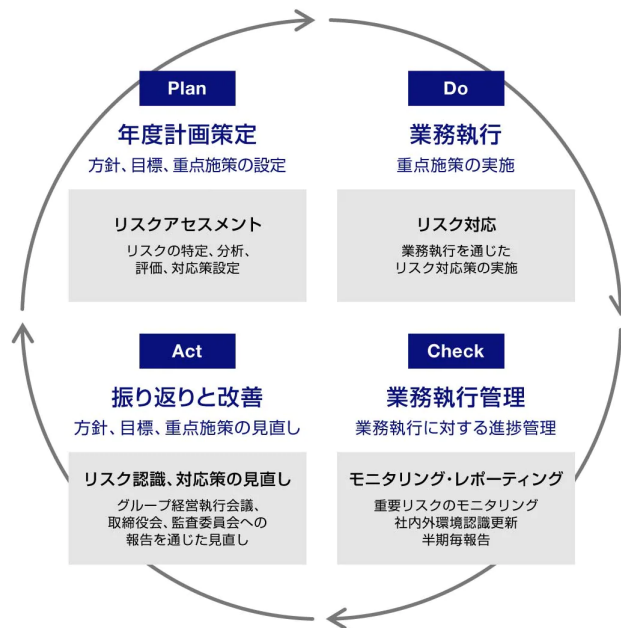 Plan
年度計画策定
方針、目標、重点施策の設定
リスクアセスメント
リスクの特定、分析、
評価、対応策設定
Do
業務執行
重点施策の実施
リスク対応
業務執行を通じた
リスク対応策の実施
Act
振り返りと改善
方針、目標、重点施策の見直し
リスク認識、対応策の見直し
グループ経営執行会議、
取締役会、監査委員会への
報告を通じた見直し
Check
業務執行管理
業務執行に対する進捗管理
モニタリング・レポーティング
重要リスクのモニタリング
社内外環境認識更新
半期毎報告